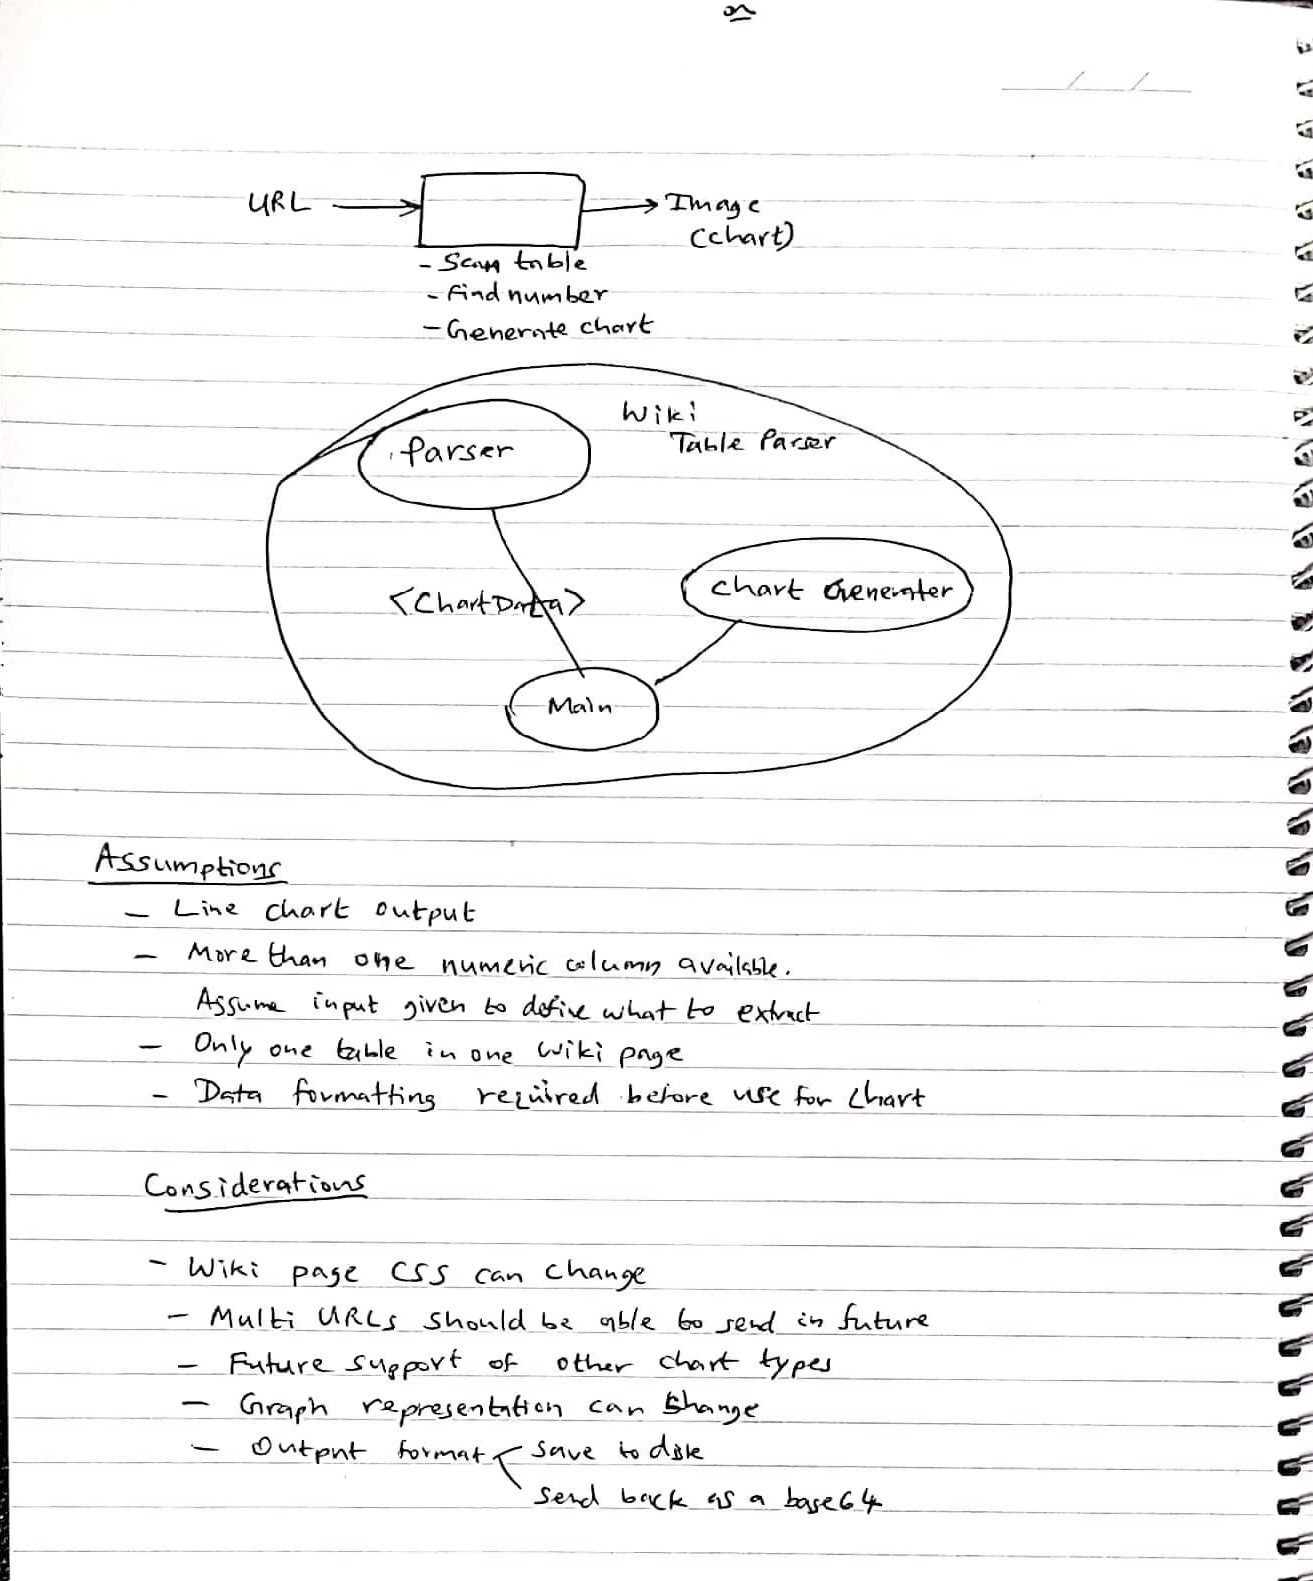 URL
Image
(chart)
- Scan table
- Find number
- Generate chart
Wiki
Table Parser
Parser
Chart Generater
<ChartData>
Main
Assumptions
- Line chart output
- More than one numeric column available.
Assume input given to define what to extract
- Only one table in one wiki page
- Data formatting required before use for chart
Considerations
- Wiki page CSS can change
- Multi URLs should be able to send in future
- Future support of other chart types
- Graph representation can change
- Output format save to disk
send back as a base64